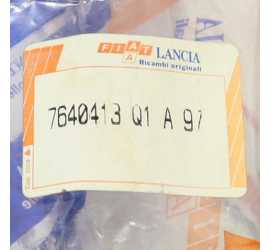 FIAT LANCIA
A Ricambi originali
7640413 Q1 A 97